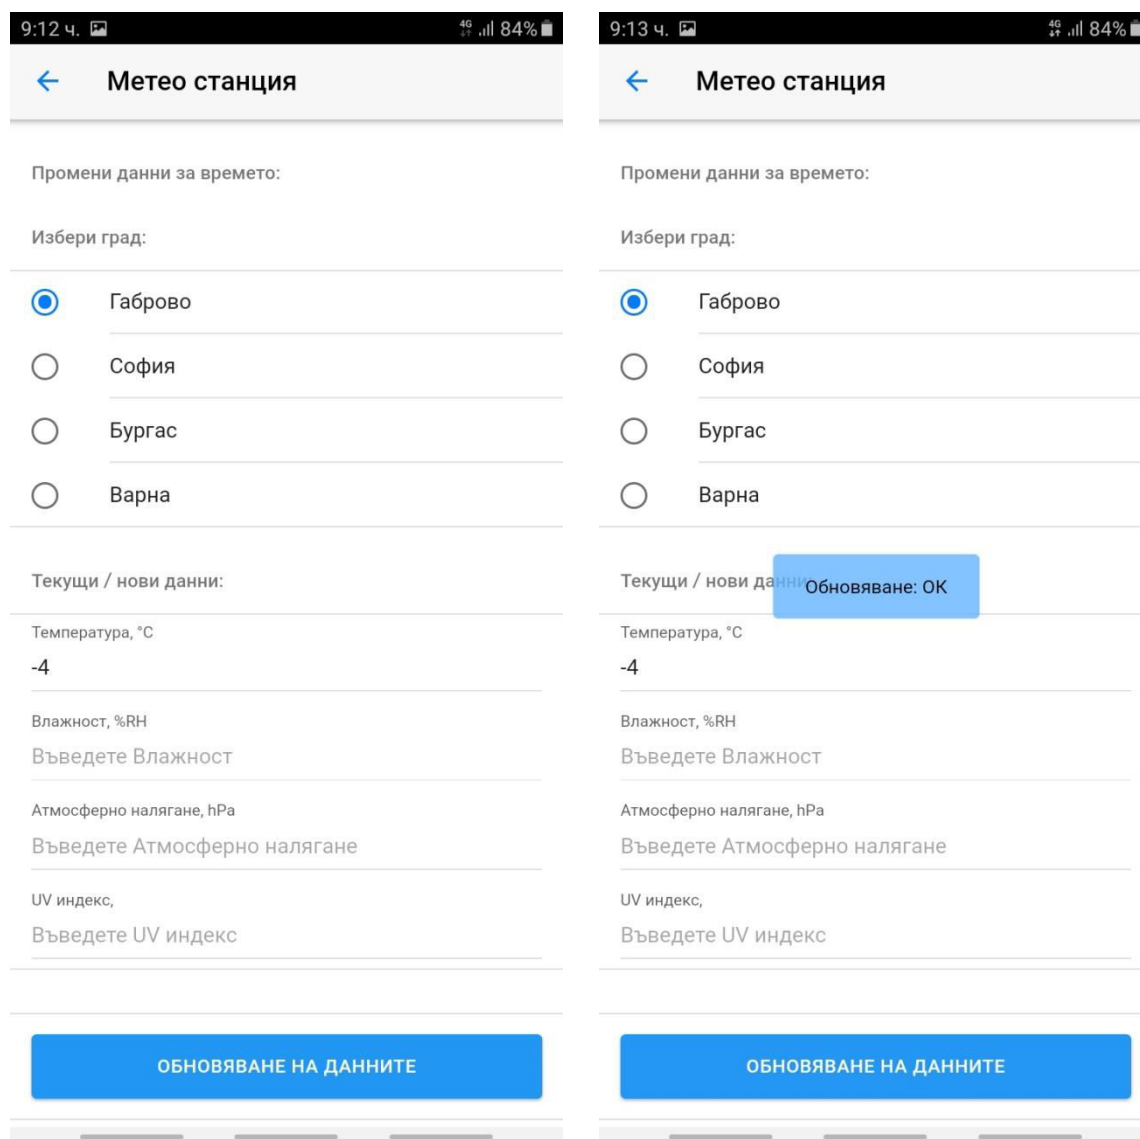 9:12 ч.
4G 84%
Метео станция
Промени данни за времето:
Избери град:
Габрово
София
Бургас
Варна
Текущи / нови данни:
Температура, °C
-4
Влажност, %RH
Въведете Влажност
Атмосферно налягане, hPa
Въведете Атмосферно налягане
UV индекс,
Въведете UV индекс
ОБНОВЯВАНЕ НА ДАННИТЕ
9:13 ч.
4G 84%
Метео станция
Промени данни за времето:
Избери град:
Габрово
София
Бургас
Варна
Текущи / нови данни:
Обновяване: ОК
Температура, °C
-4
Влажност, %RH
Въведете Влажност
Атмосферно налягане, hPa
Въведете Атмосферно налягане
UV индекс,
Въведете UV индекс
ОБНОВЯВАНЕ НА ДАННИТЕ